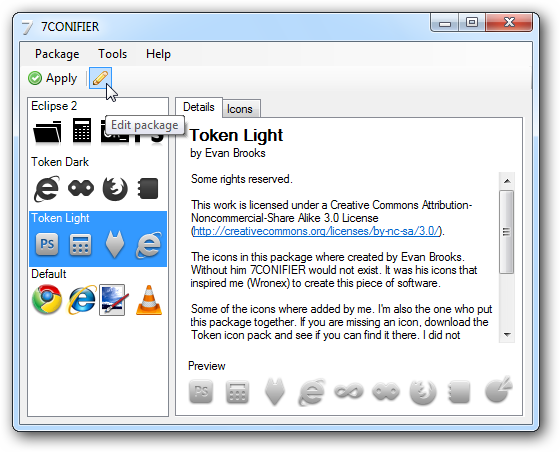 7CONIFIER
Package Tools Help
Apply
Eclipse 2
Edit package
Token Dark
Token Light
Ps
Default
Details Icons
Token Light
by Evan Brooks
Some rights reserved.
This work is licensed under a Creative Commons Attribution-
Noncommercial-Share Alike 3.0 License
(http://creativecommons.org/licenses/by-nc-sa/3.0/).
The icons in this package where created by Evan Brooks.
Without him 7CONIFIER would not exist. It was his icons that
inspired me (Wronex) to create this piece of software.
Some of the icons where added by me. I'm also the one who put
this package together. If you are missing an icon, download the
Token icon pack and see if you can find it there. I did not
Preview
Ps